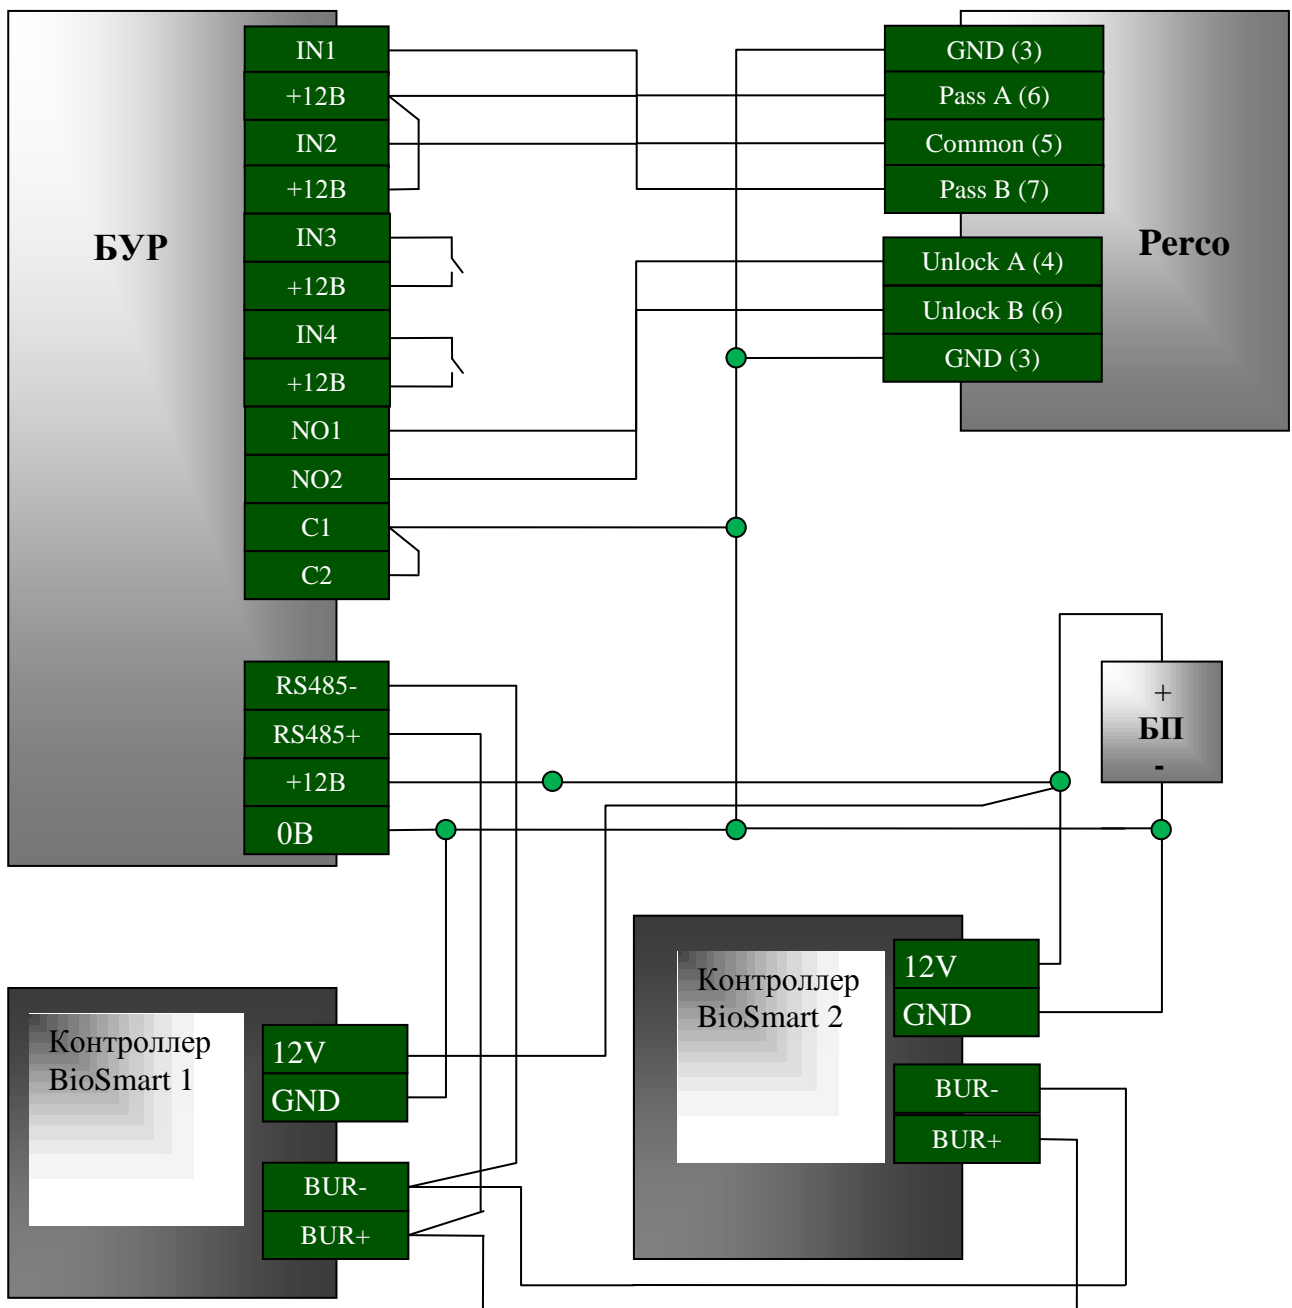 БУР
IN1
+12В
IN2
+12В
IN3
+12В
IN4
+12В
NO1
NO2
C1
C2
RS485-
RS485+
+12В
0В
GND (3)
Pass A (6)
Common (5)
Pass B (7)
Unlock A (4)
Unlock B (6)
GND (3)
Perco
+
БП
-
Контроллер
BioSmart 1
12V
GND
BUR-
BUR+
Контроллер
BioSmart 2
12V
GND
BUR-
BUR+